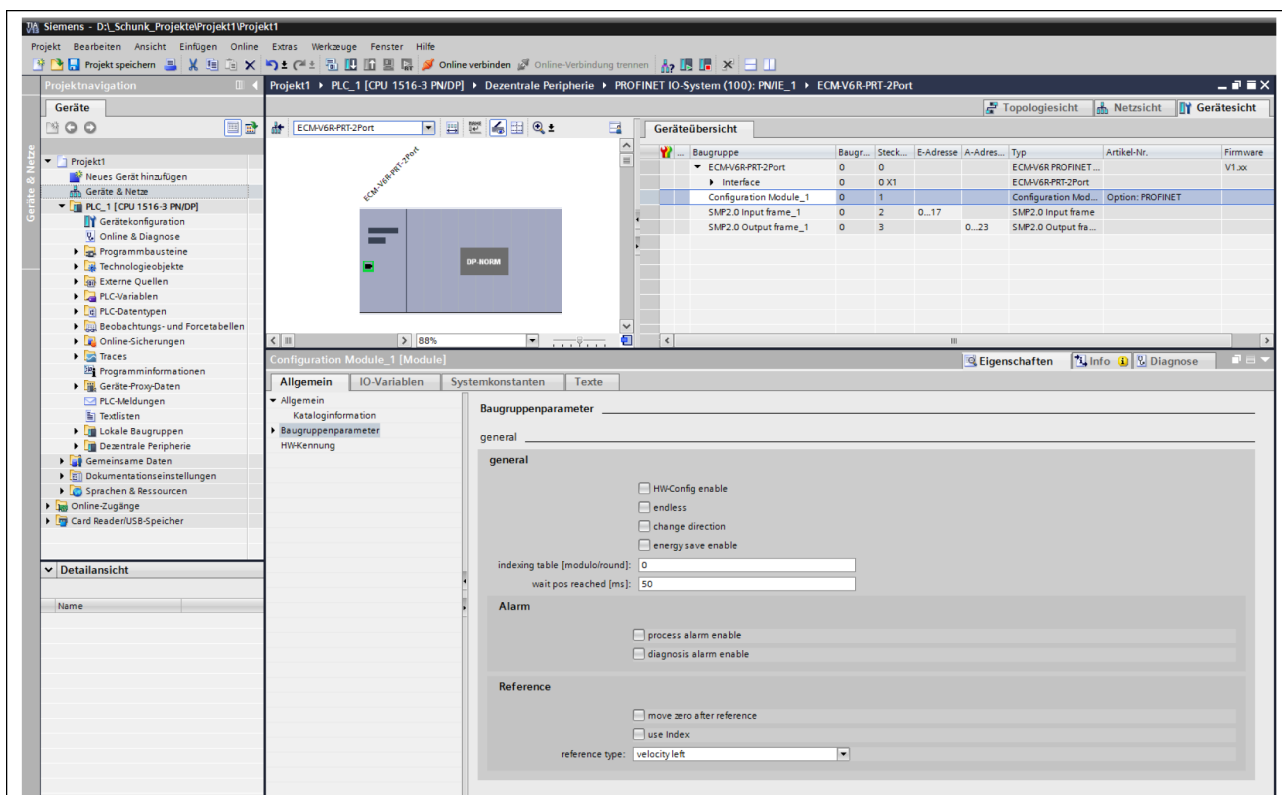 Siemens - D:\_Schunk_Projekte\Projekt1\Projekt1
Projekt Bearbeiten Ansicht Einfügen Online Extras Werkzeuge Fenster Hilfe
Projekt speichern Online verbinden Online-Verbindung trennen
Projektnavigation
Projekt1 PLC_1 [CPU 1516-3 PN/DP] Dezentrale Peripherie PROFINET IO-System (100): PN/IE_1 ECM-V6R-PRT-2Port
Geräte
Topologiesicht Netzsicht Gerätesicht
Geräte & Netze
ECM-V6R-PRT-2Port
Geräteübersicht
Projekt1
Neues Gerät hinzufügen
Geräte & Netze
PLC_1 [CPU 1516-3 PN/DP]
Gerätekonfiguration
Online & Diagnose
Programmbausteine
Technologieobjekte
Externe Quellen
PLC-Variablen
PLC-Datentypen
Beobachtungs- und Forcetabellen
Online-Sicherungen
Traces
Programminformationen
Geräte-Proxy-Daten
PLC-Meldungen
Textlisten
Lokale Baugruppen
Dezentrale Peripherie
Gemeinsame Daten
Dokumentationseinstellungen
Sprachen & Ressourcen
Online-Zugänge
Card Reader/USB-Speicher
Detailansicht
Name
ECM-V6R-PRT-2Port
DP-NORM
88%
... Baugruppe Baugr... Steck... E-Adresse A-Adres... Typ Artikel-Nr. Firmware
ECM-V6R-PRT-2Port 0 0 ECM-V6R PROFINET ... V1.xx
Interface 0 0 X1 ECM-V6R-PRT-2Port
Configuration Module_1 0 1 Configuration Mod... Option: PROFINET
SMP2.0 Input frame_1 0 2 0...17 SMP2.0 Input frame
SMP2.0 Output frame_1 0 3 0...23 SMP2.0 Output fra...
Configuration Module_1 [Module]
Eigenschaften Info Diagnose
Allgemein IO-Variablen Systemkonstanten Texte
Allgemein
Kataloginformation
Baugruppenparameter
HW-Kennung
Baugruppenparameter
general
general
HW-Config enable
endless
change direction
energy save enable
indexing table [modulo/round]: 0
wait pos reached [ms]: 50
Alarm
process alarm enable
diagnosis alarm enable
Reference
move zero after reference
use Index
reference type: velocity left